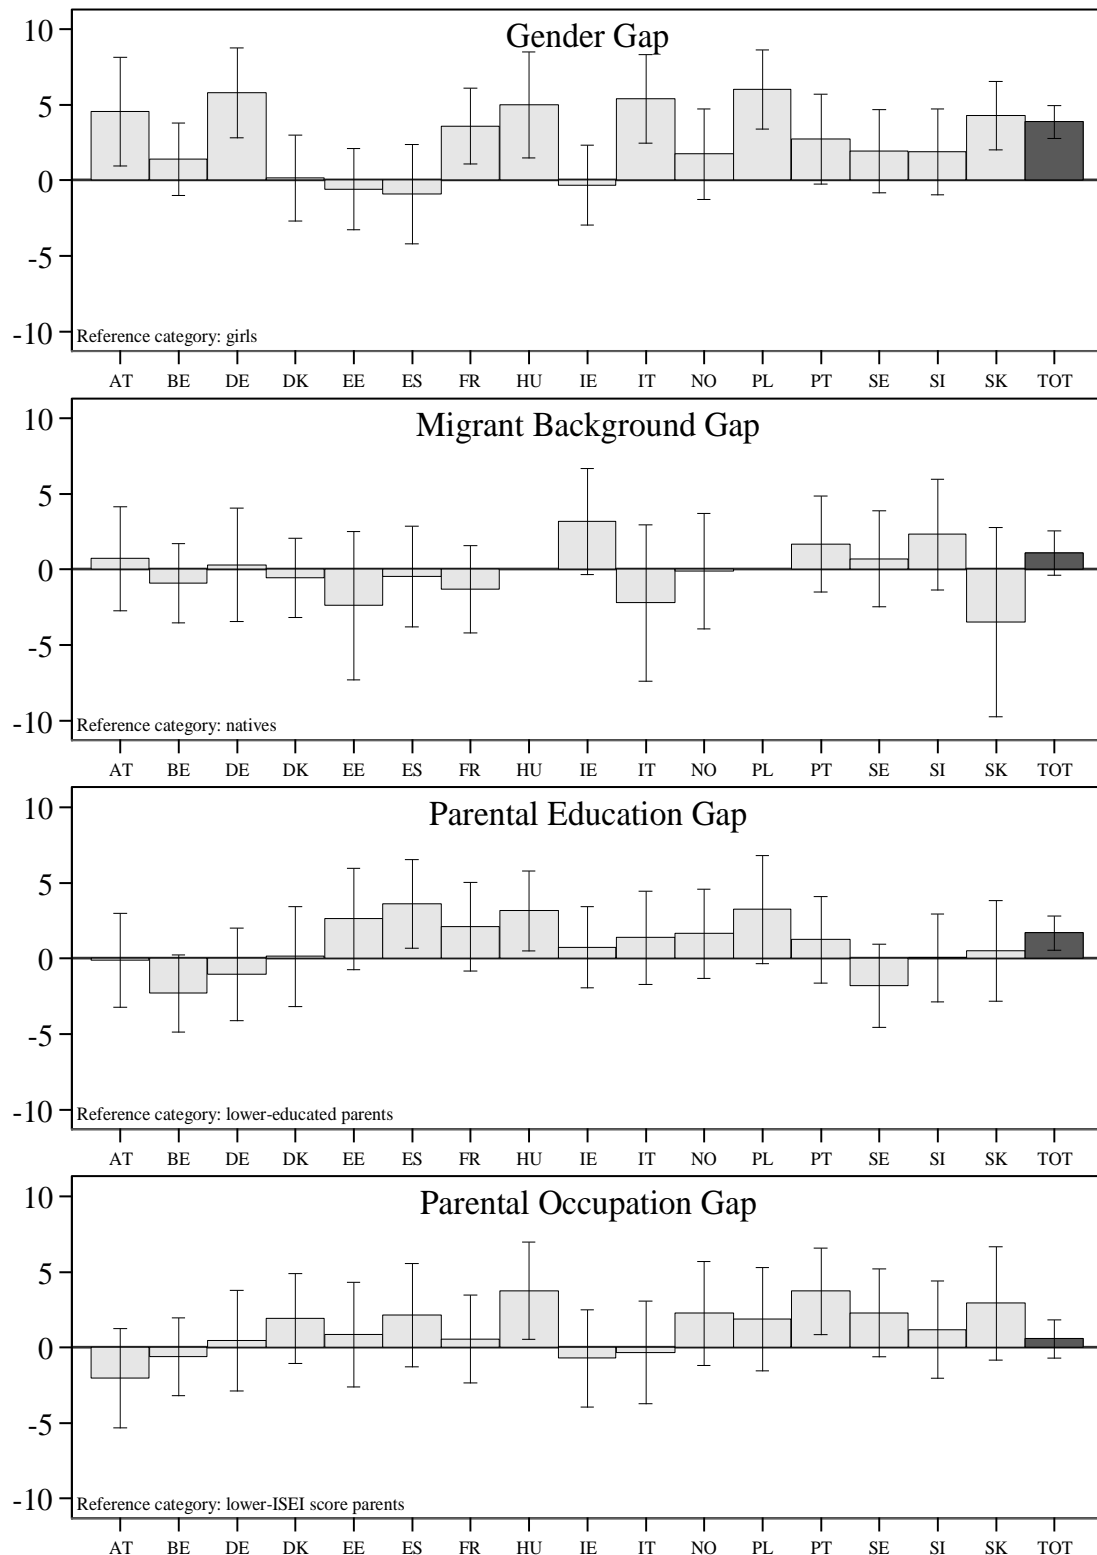 Gender Gap
10
5
0
-5
-10
Reference category: girls
AT BE DE DK EE ES FR HU IE IT NO PL PT SE SI SK TOT
Migrant Background Gap
10
5
0
-5
-10
Reference category: natives
AT BE DE DK EE ES FR HU IE IT NO PL PT SE SI SK TOT
Parental Education Gap
10
5
0
-5
-10
Reference category: lower-educated parents
AT BE DE DK EE ES FR HU IE IT NO PL PT SE SI SK TOT
Parental Occupation Gap
10
5
0
-5
-10
Reference category: lower-ISEI score parents
AT BE DE DK EE ES FR HU IE IT NO PL PT SE SI SK TOT